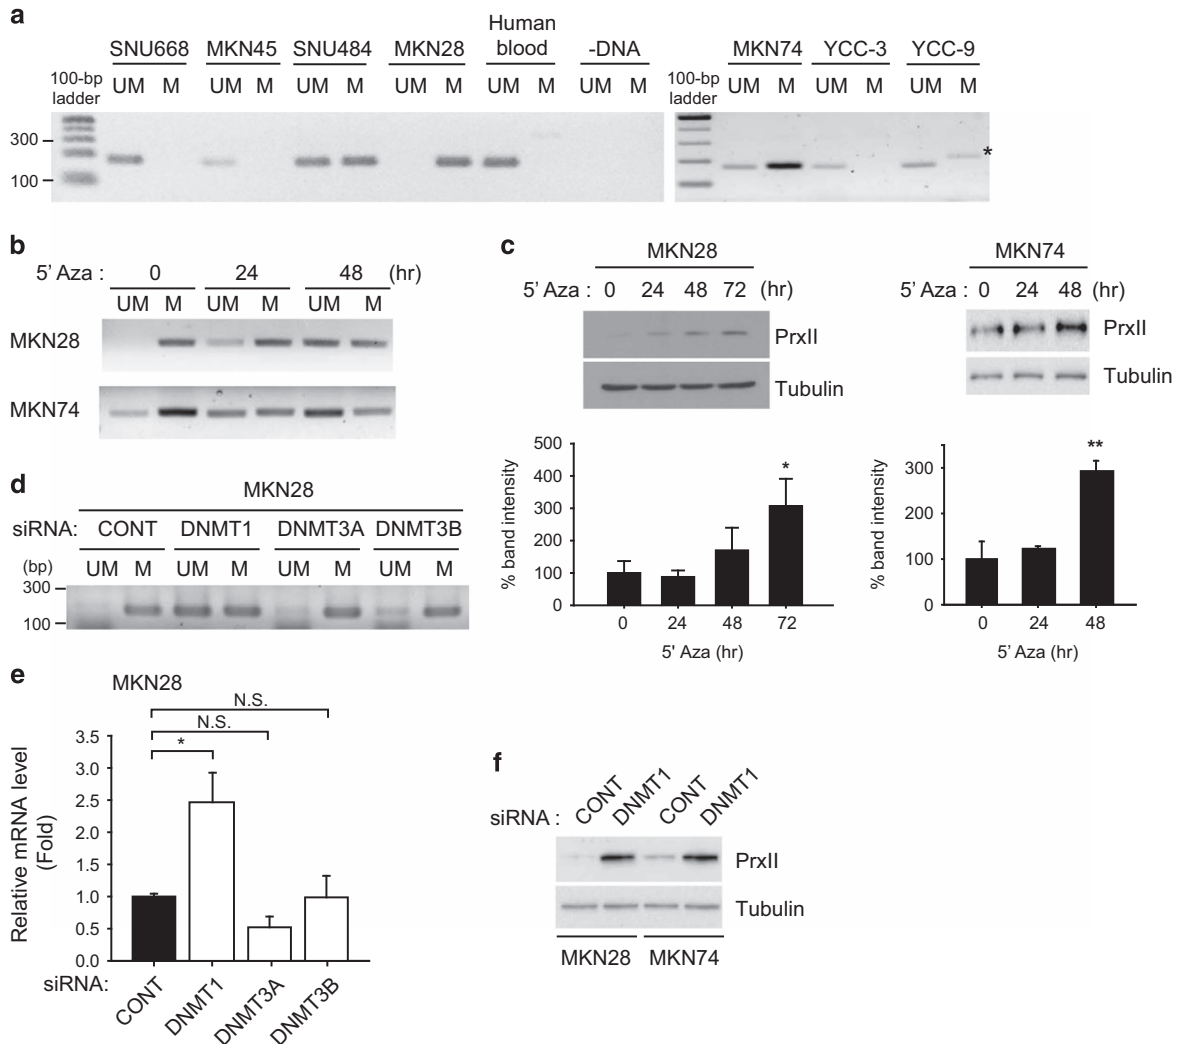 a
SNU668 MKN45 SNU484 MKN28 Human blood -DNA MKN74 YCC-3 YCC-9
100-bp ladder UM M UM M UM M UM M UM M UM M 100-bp ladder UM M UM M UM M
300
100
*
b
5' Aza : 0 24 48 (hr)
UM M UM M UM M
MKN28
MKN74
c
MKN28
5' Aza : 0 24 48 72 (hr)
PrxII
Tubulin
% band intensity
500
400
300
200
100
0
*
0 24 48 72
5' Aza (hr)
MKN74
5' Aza : 0 24 48 (hr)
PrxII
Tubulin
% band intensity
300
200
100
0
**
0 24 48
5' Aza (hr)
d
MKN28
siRNA: CONT DNMT1 DNMT3A DNMT3B
(bp) UM M UM M UM M UM M
300
100
e
MKN28
N.S.
N.S.
*
Relative mRNA level
(Fold)
3.5
3.0
2.5
2.0
1.5
1.0
0.5
0.0
siRNA: CONT DNMT1 DNMT3A DNMT3B
f
siRNA : CONT DNMT1 CONT DNMT1
PrxII
Tubulin
MKN28 MKN74